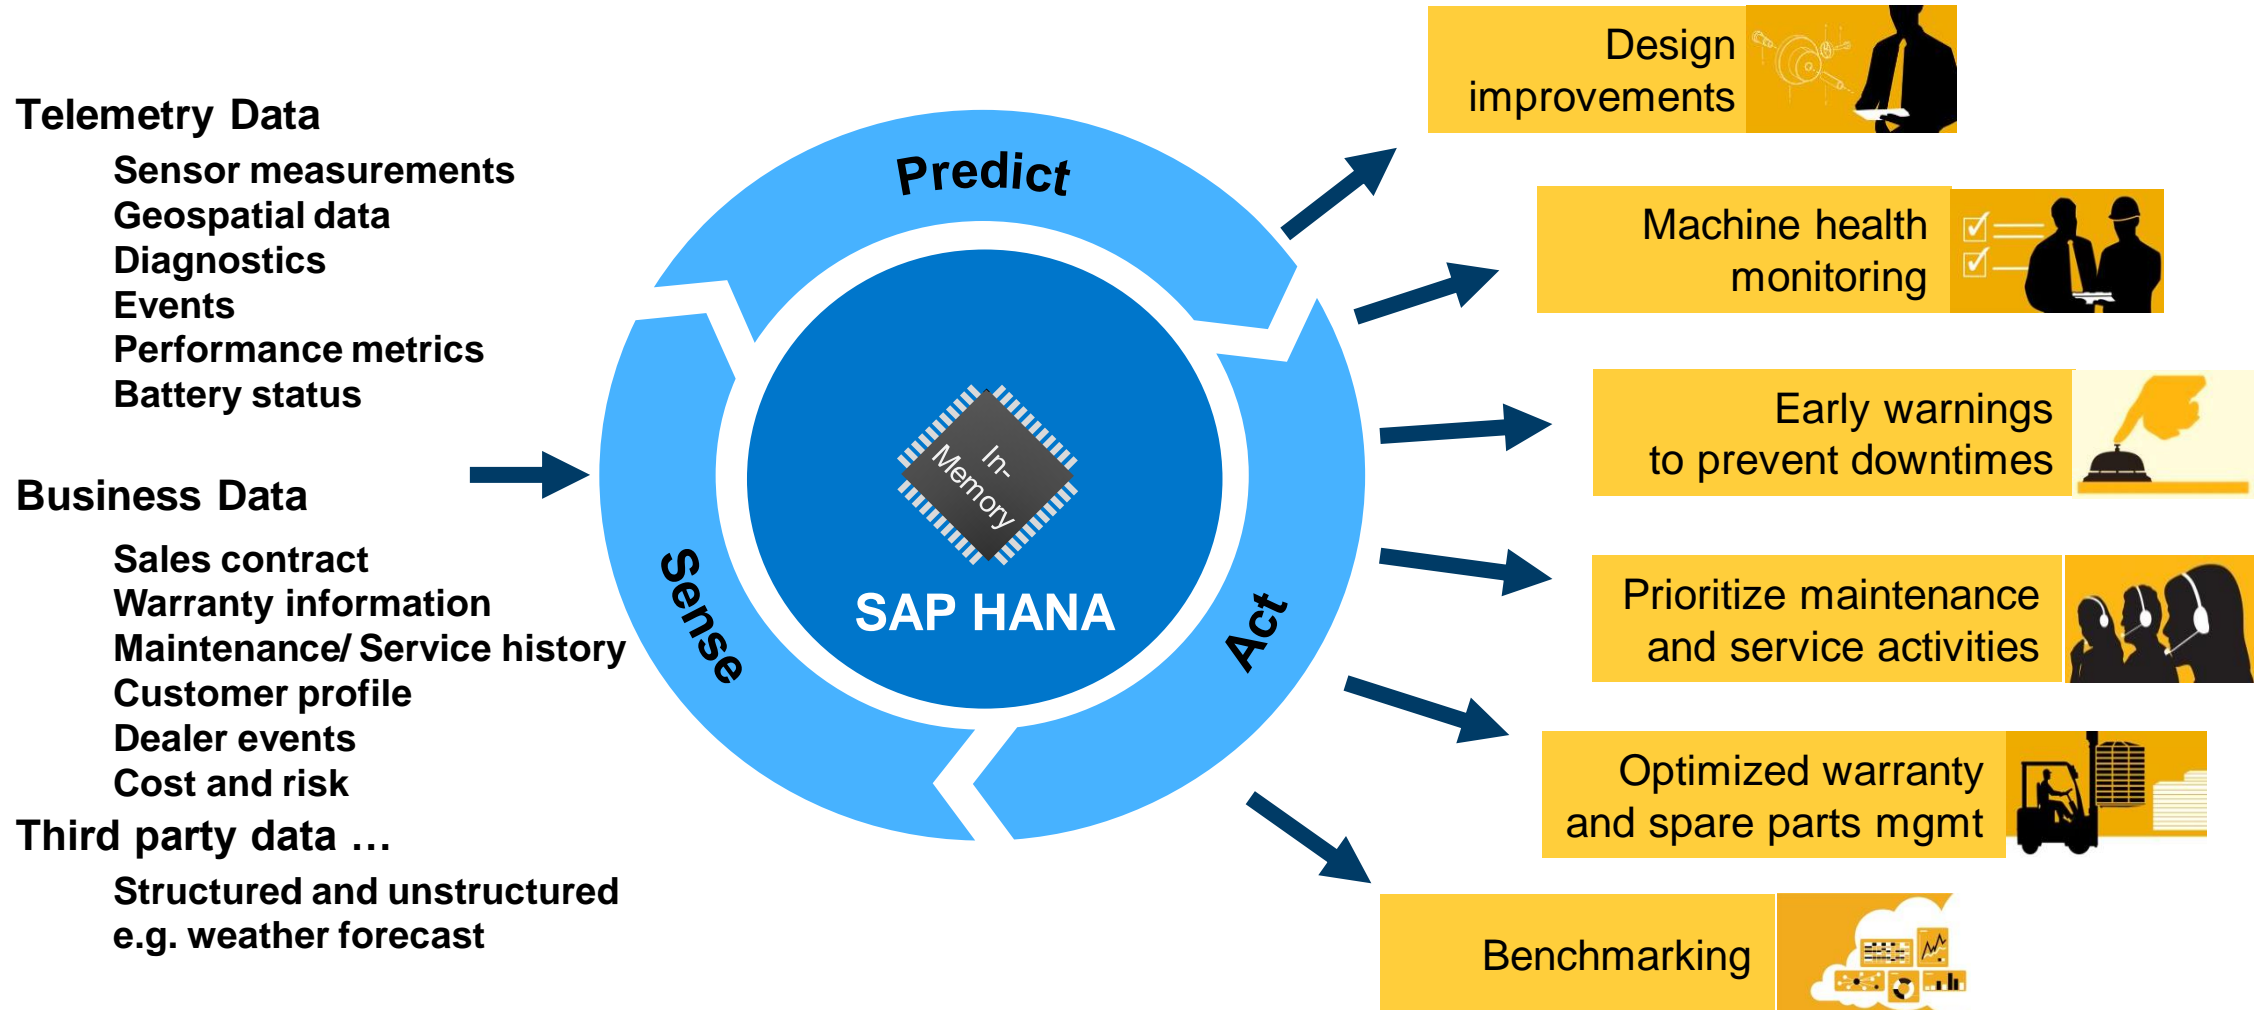 Telemetry Data
Sensor measurements
Geospatial data
Diagnostics
Events
Performance metrics
Battery status
Business Data
Sales contract
Warranty information
Maintenance/ Service history
Customer profile
Dealer events
Cost and risk
Third party data …
Structured and unstructured
e.g. weather forecast
Sense
Predict
Act
In-
Memory
SAP HANA
Design
improvements
Machine health
monitoring
Early warnings
to prevent downtimes
Prioritize maintenance
and service activities
Optimized warranty
and spare parts mgmt
Benchmarking